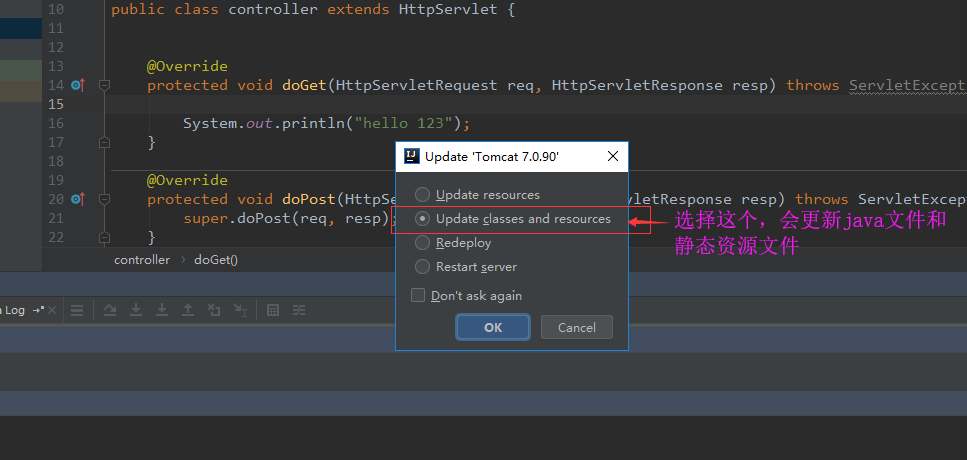 10 public class controller extends HttpServlet {
11
12
13 @Override
14 protected void doGet(HttpServletRequest req, HttpServletResponse resp) throws ServletExcept
15
16 System.out.println("hello 123");
17 }
18
19 @Override
20 protected void doPost(HttpS rvletResponse resp) throws ServletExcep
21 super.doPost(req, resp);
22 }
Update 'Tomcat 7.0.90'
Update resources
Update classes and resources
Redeploy
Restart server
Don't ask again
OK Cancel
选择这个，会更新java文件和
静态资源文件
controller › doGet()
Log